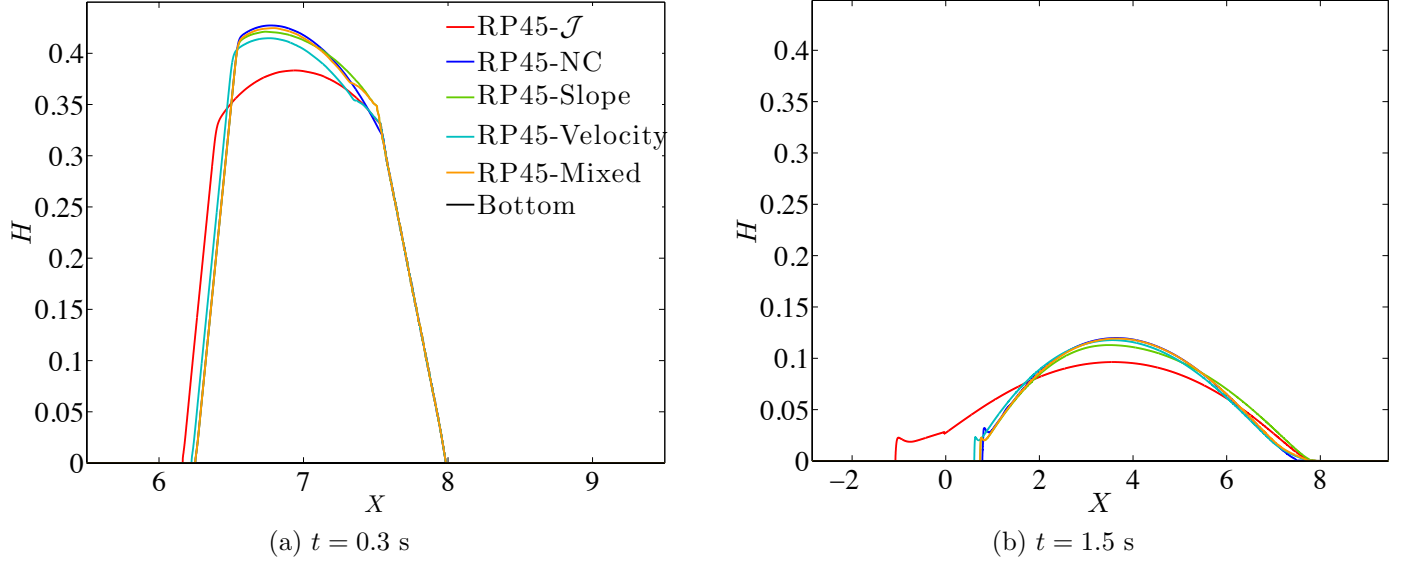 0.4
0.35
0.3
0.25
0.2
0.15
0.1
0.05
0
H
6
7
8
9
X
RP45-𝒥
RP45-NC
RP45-Slope
RP45-Velocity
RP45-Mixed
Bottom
(a) t = 0.3 s
0.4
0.35
0.3
0.25
0.2
0.15
0.1
0.05
0
H
−2
0
2
4
6
8
X
(b) t = 1.5 s